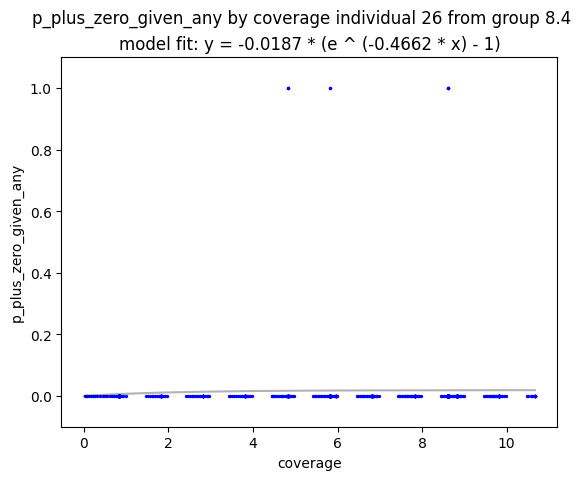 p_plus_zero_given_any by coverage individual 26 from group 8.4
model fit: y = -0.0187 * (e ^ (-0.4662 * x) - 1)
p_plus_zero_given_any
1.0
0.8
0.6
0.4
0.2
0.0
0 2 4 6 8 10
coverage